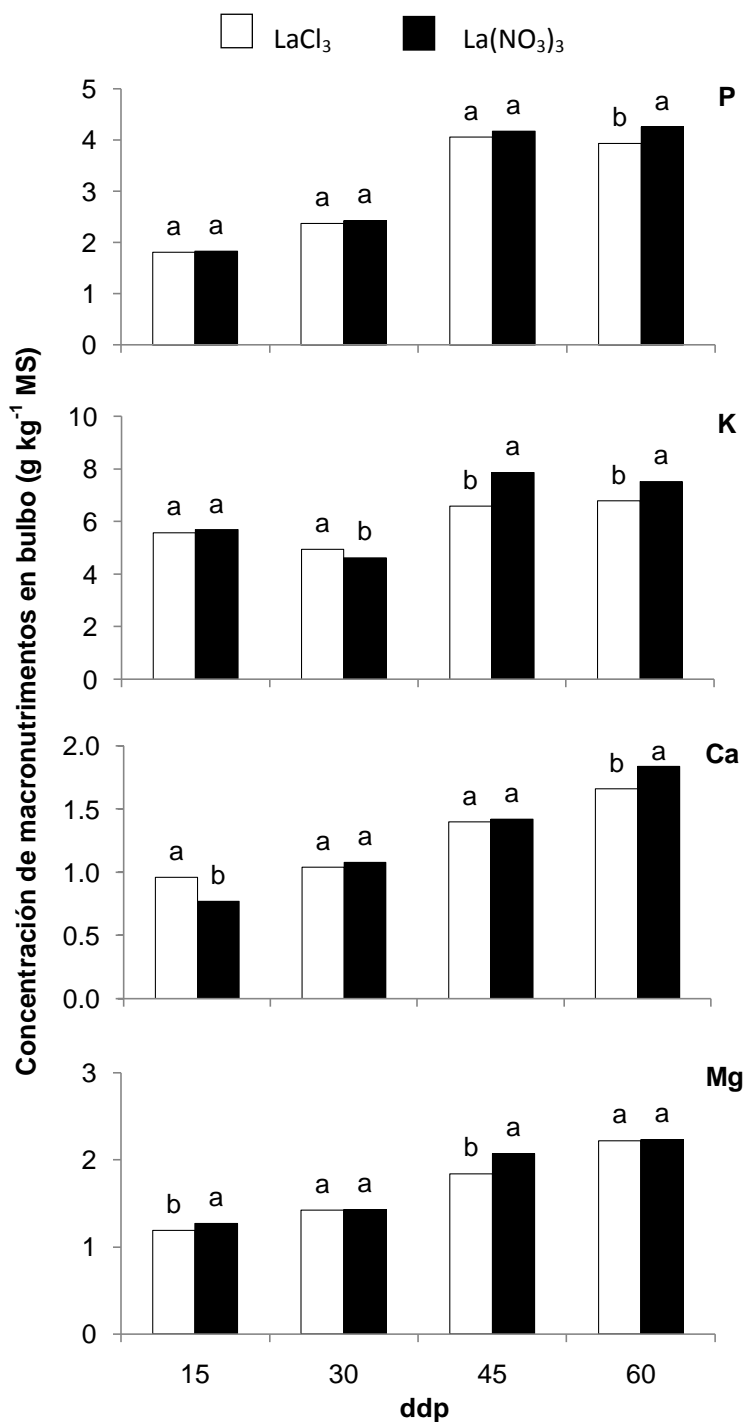 LaCl₃ La(NO₃)₃
Concentración de macronutrimentos en bulbo (g kg⁻¹ MS)
P
5
4
3
2
1
0
a a a a a a b a
K
10
8
6
4
2
0
a a a b b a b a
Ca
2.0
1.5
1.0
0.5
0.0
a b a a a a b a
Mg
3
2
1
0
b a a a b a a a
15 30 45 60
ddp